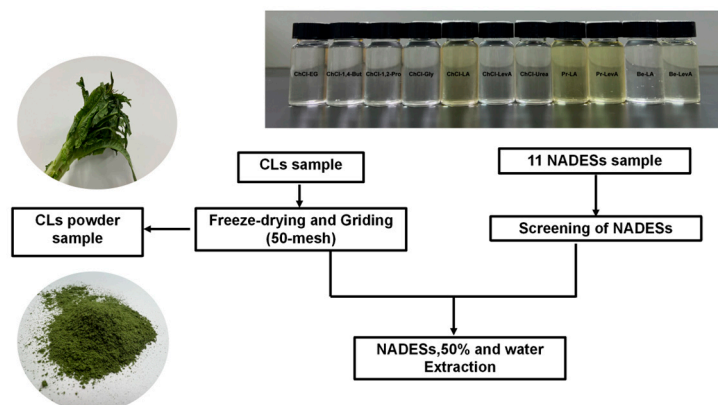 ChCl-EG
ChCl-1,4-But
ChCl-1,2-Pro
ChCl-Gly
ChCl-LA
ChCl-LevA
ChCl-Urea
Pr-LA
Pr-LevA
Be-LA
Be-LevA
CLs sample
11 NADESs sample
CLs powder
sample
Freeze-drying and Griding
(50-mesh)
Screening of NADESs
NADESs,50% and water
Extraction